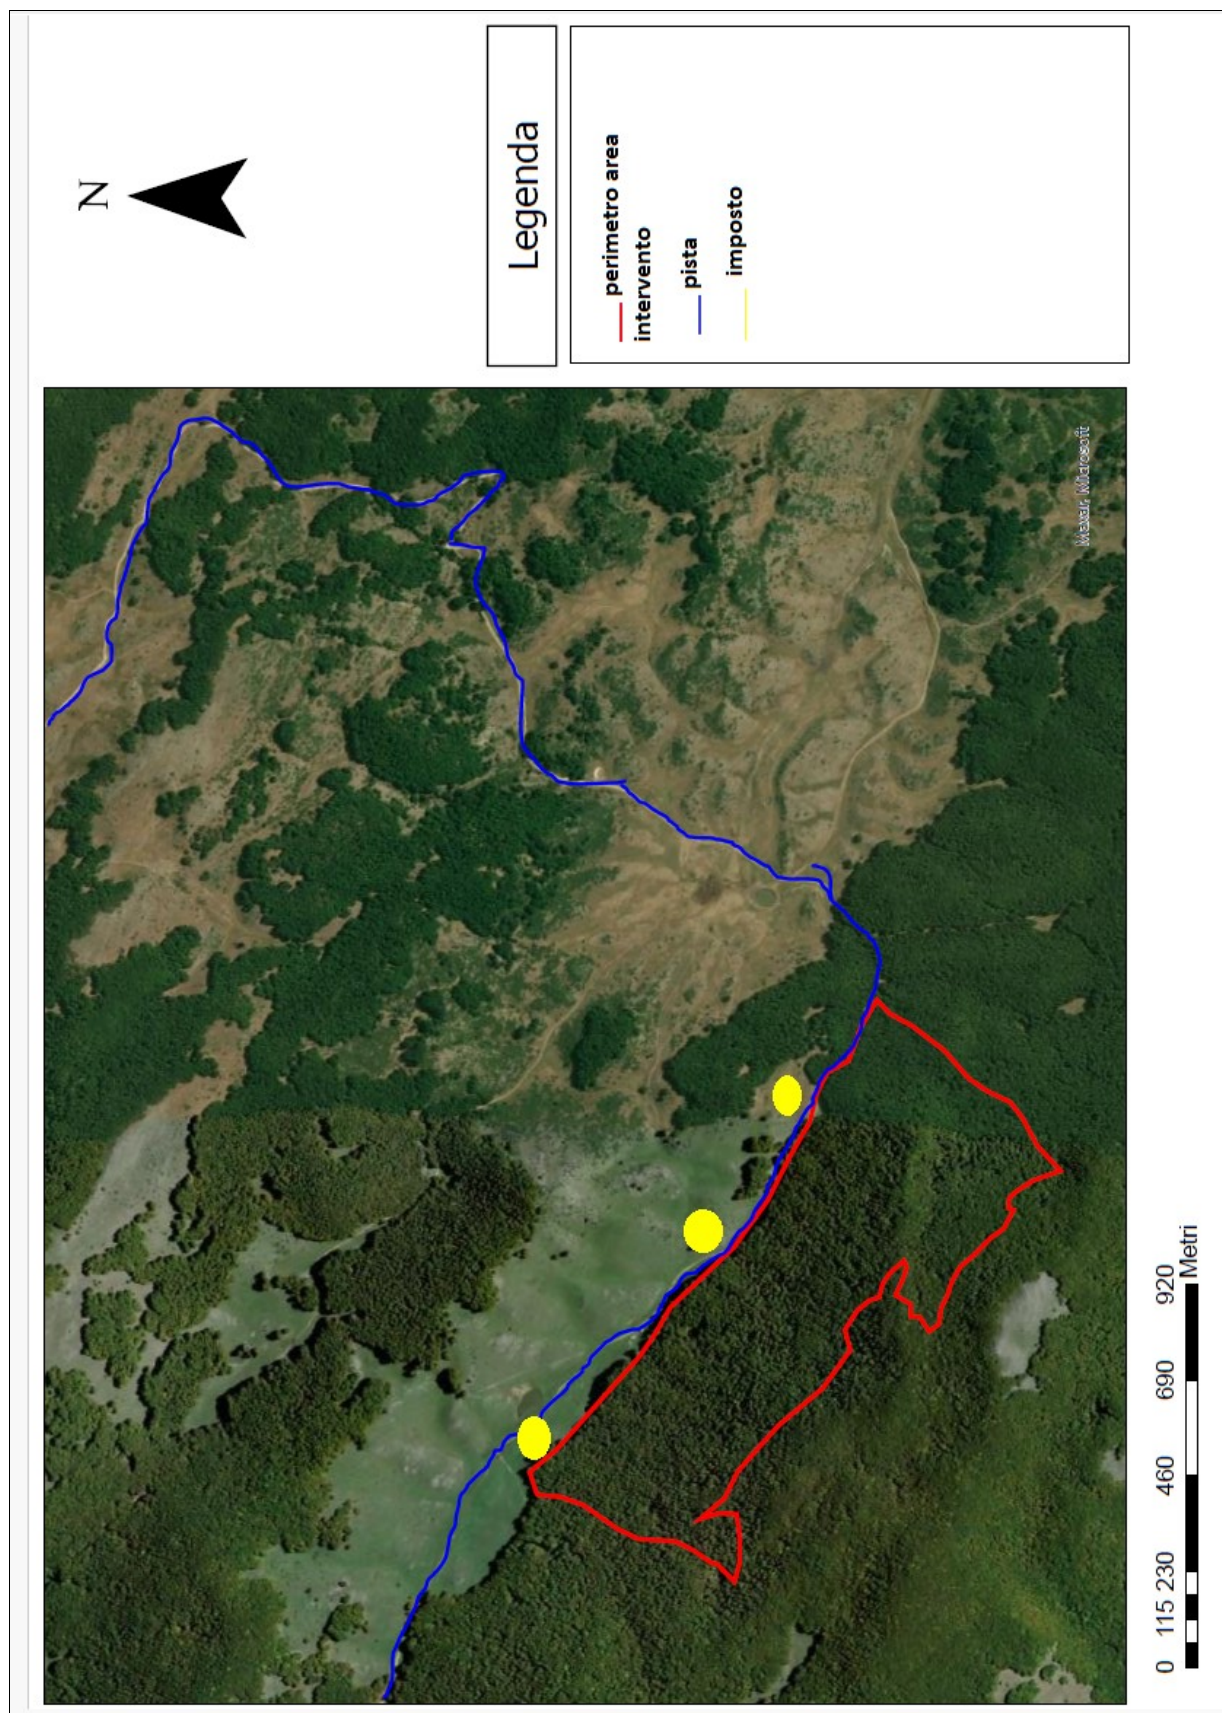 N
Legenda
perimetro area
intervento
pista
imposto
Maxar, Microsoft
0 115 230 460 690 920
Metri